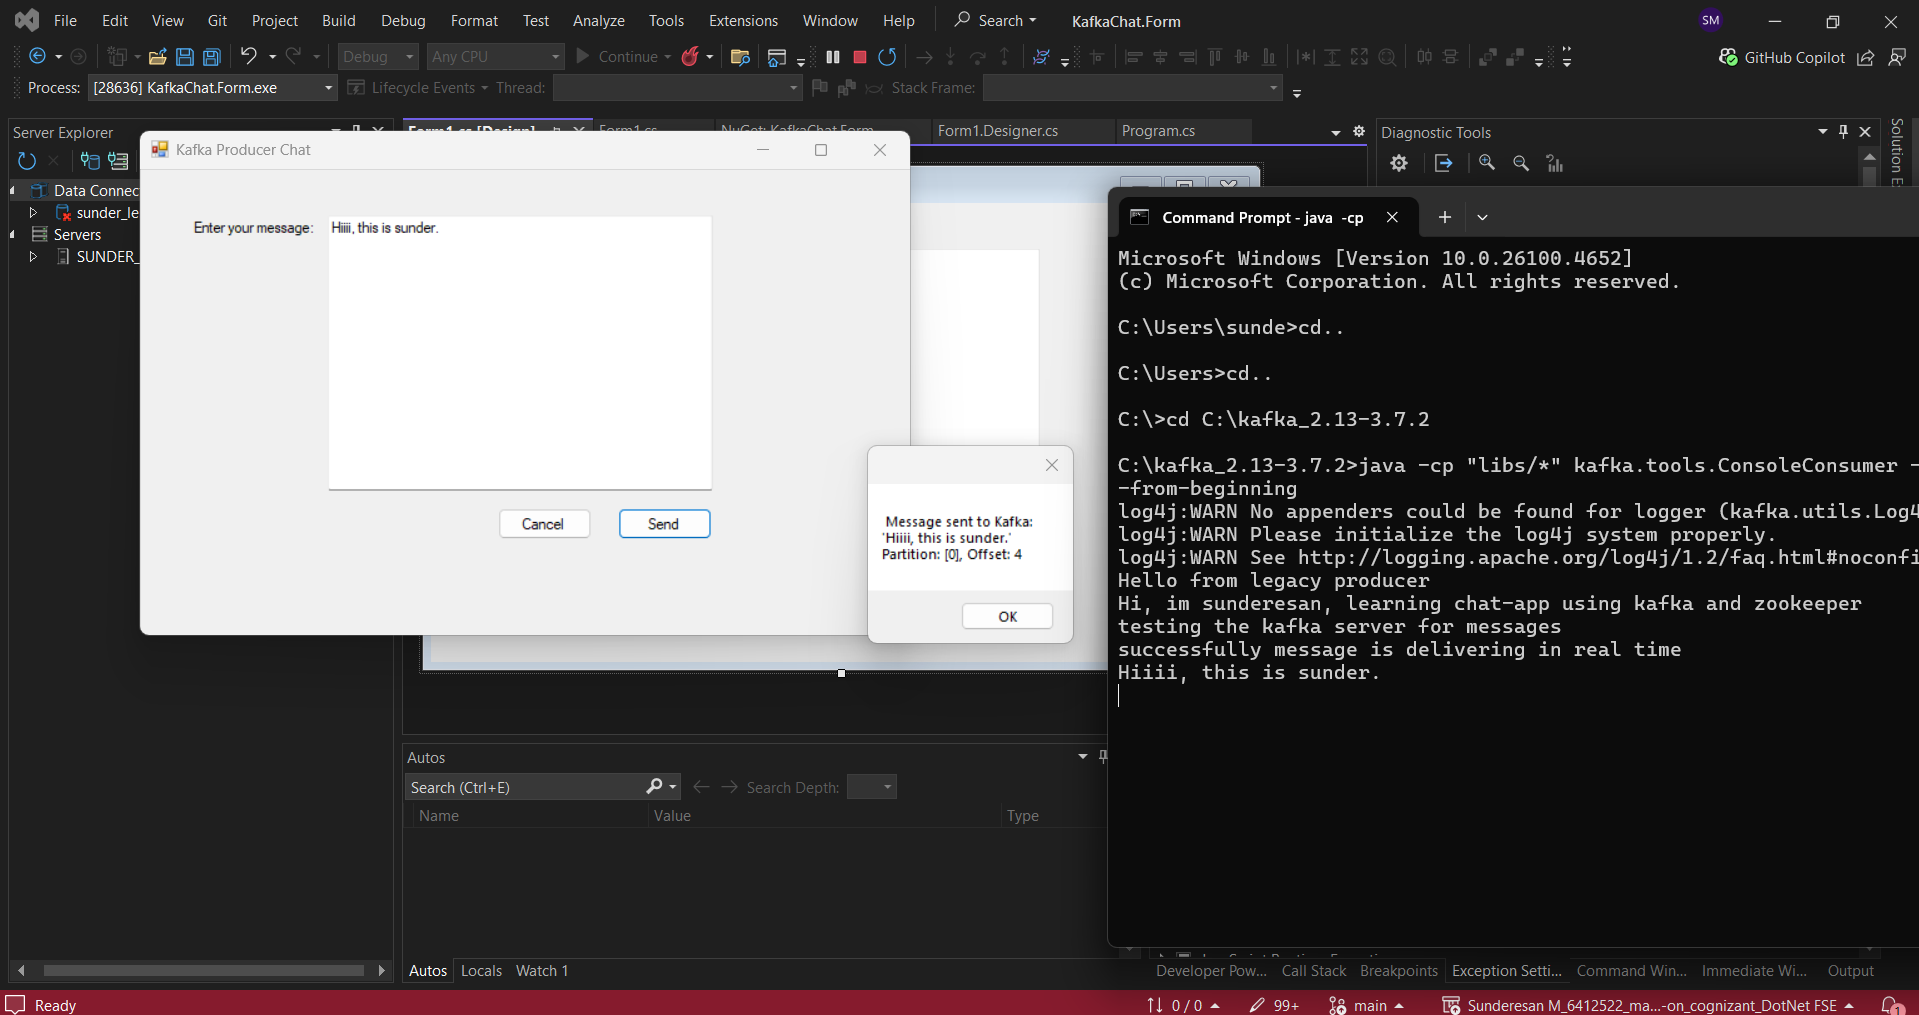 File Edit View Git Project Build Debug Format Test Analyze Tools Extensions Window Help Search KafkaChat.Form SM
Debug Any CPU Continue GitHub Copilot
Process: [28636] KafkaChat.Form.exe Lifecycle Events Thread: Stack Frame:
Server Explorer
Data Connec
sunder_le
Servers
SUNDER_
Form1.cs [Design] Form1.cs NuGet: KafkaChat.Form Form1.Designer.cs Program.cs
Diagnostic Tools
Solution E
Kafka Producer Chat
Enter your message: Hiiii, this is sunder.
Cancel Send
Message sent to Kafka:
'Hiiii, this is sunder.'
Partition: [0], Offset: 4
OK
Command Prompt - java -cp
Microsoft Windows [Version 10.0.26100.4652]
(c) Microsoft Corporation. All rights reserved.
C:\Users\sunde>cd..
C:\Users>cd..
C:\>cd C:\kafka_2.13-3.7.2
C:\kafka_2.13-3.7.2>java -cp "libs/*" kafka.tools.ConsoleConsumer -
-from-beginning
log4j:WARN No appenders could be found for logger (kafka.utils.Log4
log4j:WARN Please initialize the log4j system properly.
log4j:WARN See http://logging.apache.org/log4j/1.2/faq.html#noconfi
Hello from legacy producer
Hi, im sunderesan, learning chat-app using kafka and zookeeper
testing the kafka server for messages
successfully message is delivering in real time
Hiiii, this is sunder.
Autos
Search (Ctrl+E) Search Depth:
Name Value Type
Autos Locals Watch 1
Developer Pow... Call Stack Breakpoints Exception Setti... Command Win... Immediate Wi... Output
Ready 0 / 0 99+ main Sunderesan M_6412522_ma...-on_cognizant_DotNet FSE 1